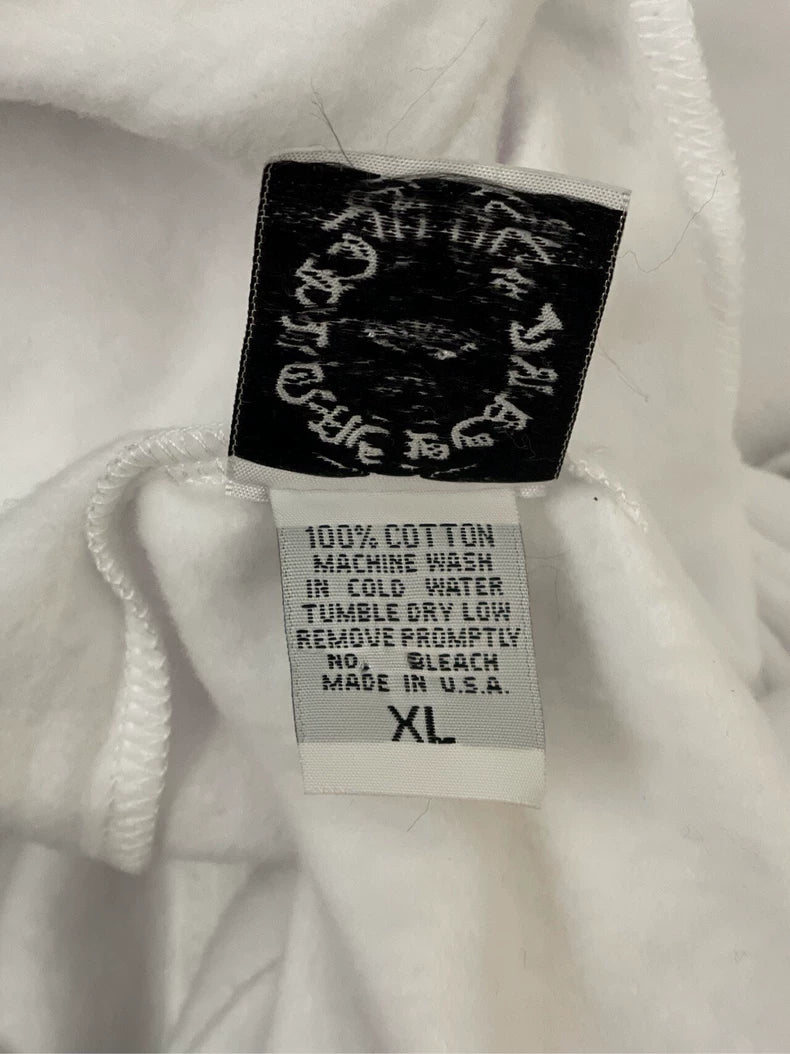 100% COTTON
MACHINE WASH
IN COLD WATER
TUMBLE DRY LOW
REMOVE PROMPTLY
NO, BLEACH
MADE IN U.S.A.
XL